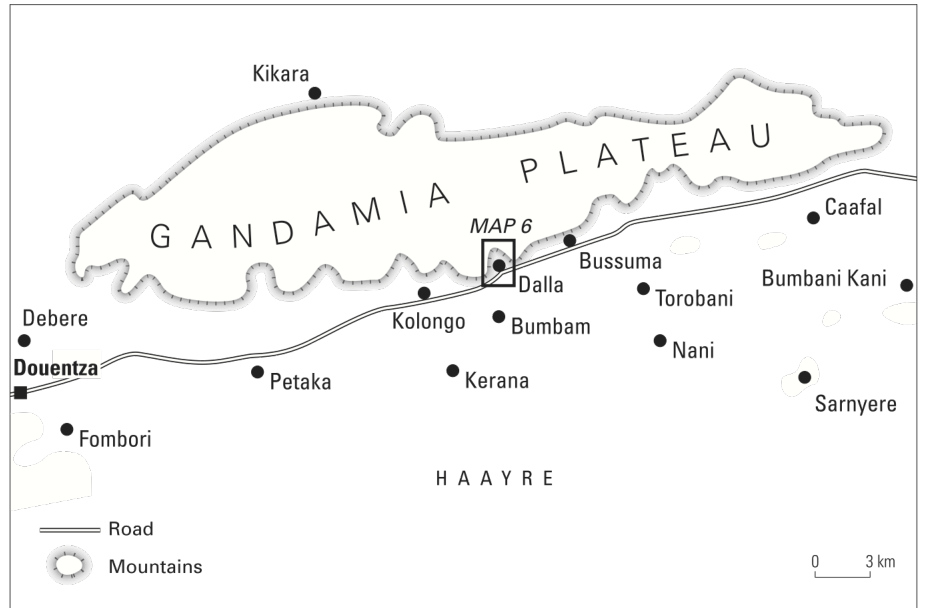 Kikara
GANDAMIA PLATEAU
MAP 6
Caafal
Bussuma
Dalla
Bumbani Kani
Torobani
Kolongo
Bumbam
Debere
Nani
Douentza
Petaka
Kerana
Sarnyere
Fombori
HAAYRE
Road
Mountains
0 3 km